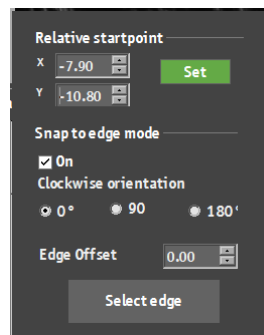 Relative startpoint
X -7.90 Set
Y -10.80
Snap to edge mode
On
Clockwise orientation
0° 90 180°
Edge Offset 0.00
Select edge